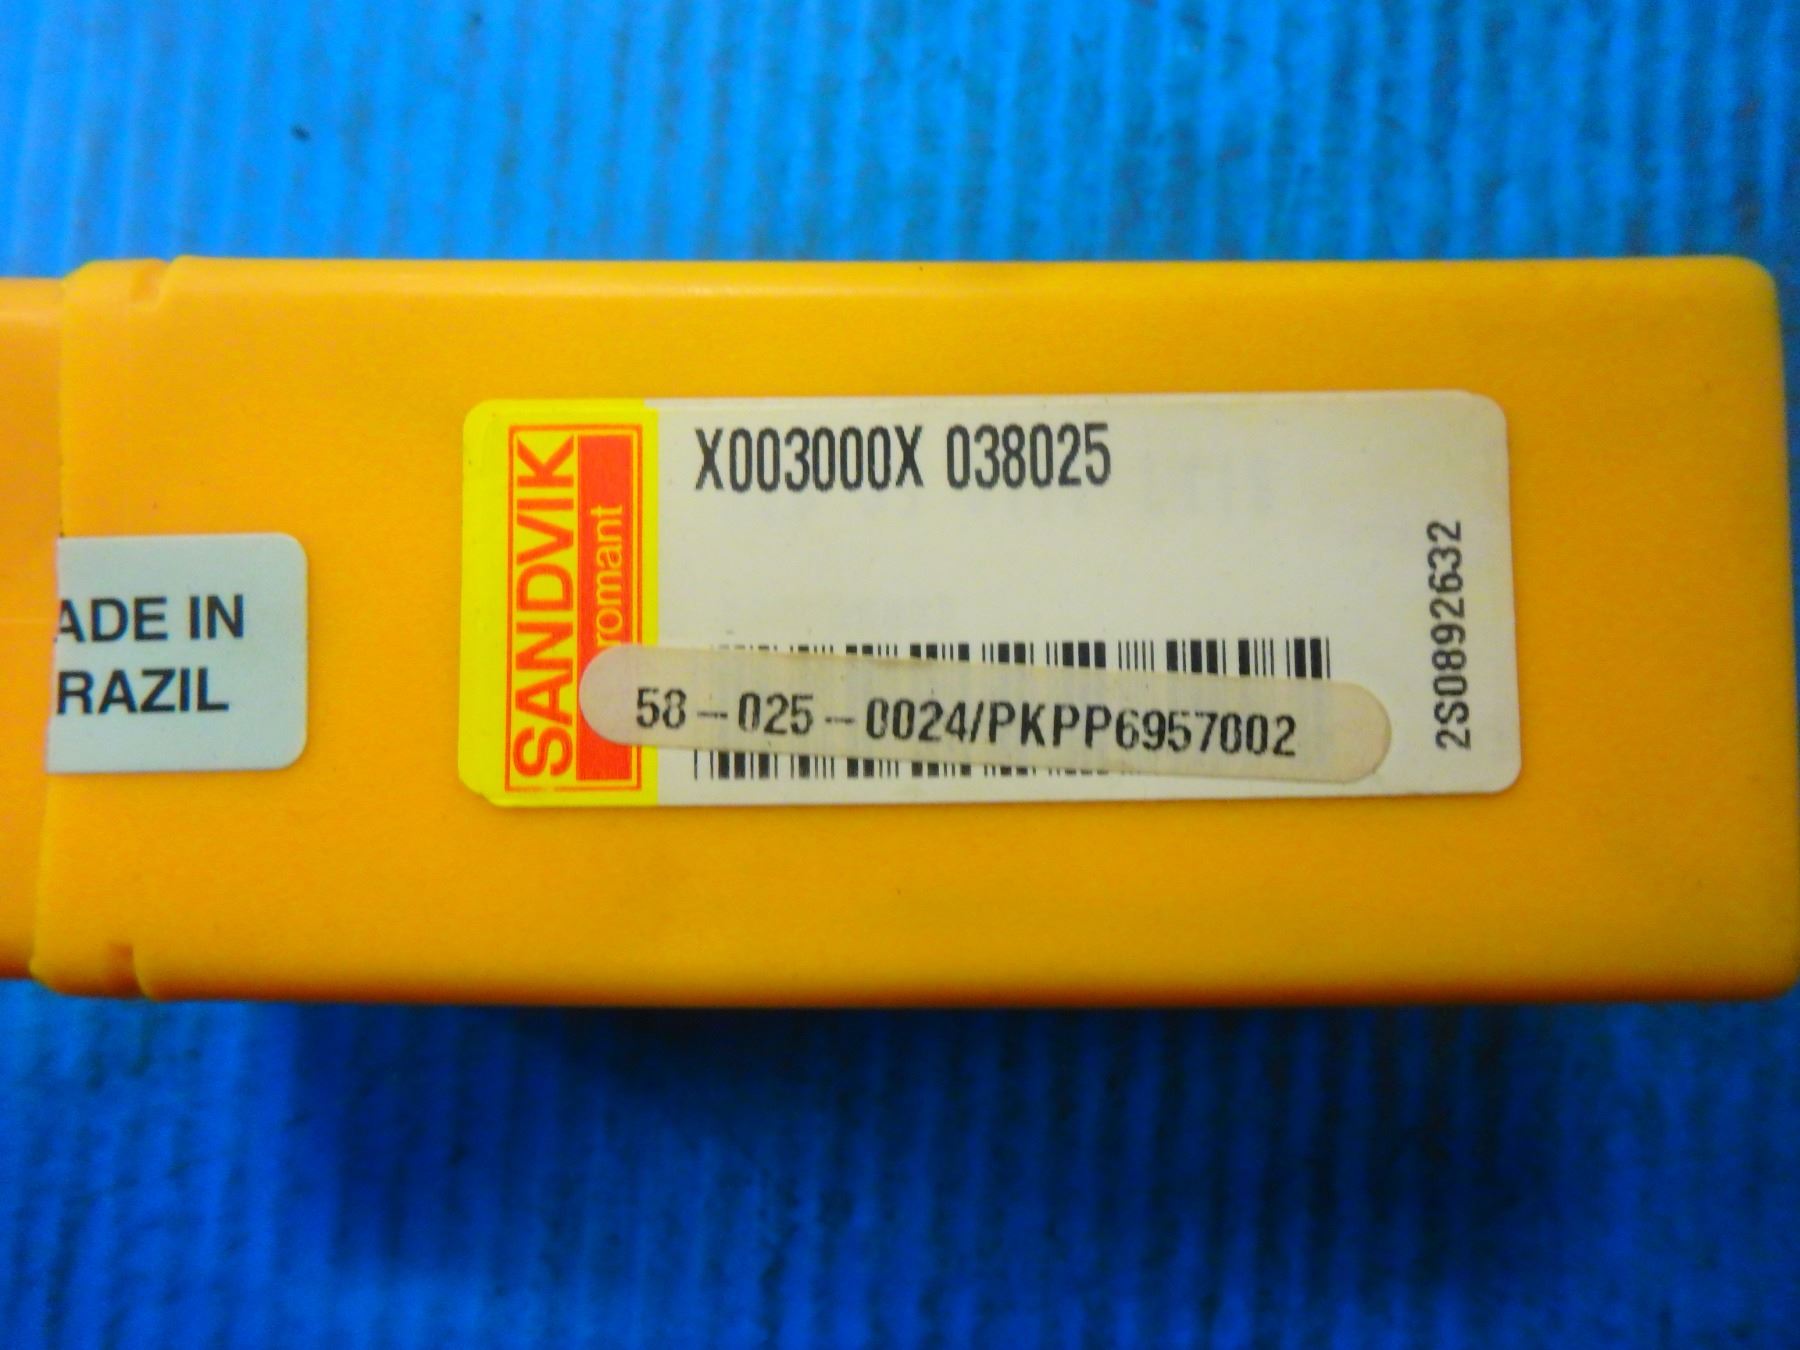 X003000X 038025
SANDVIK
romant
ADE IN
RAZIL
58-025-0024/PKPP6957002
2S0892632